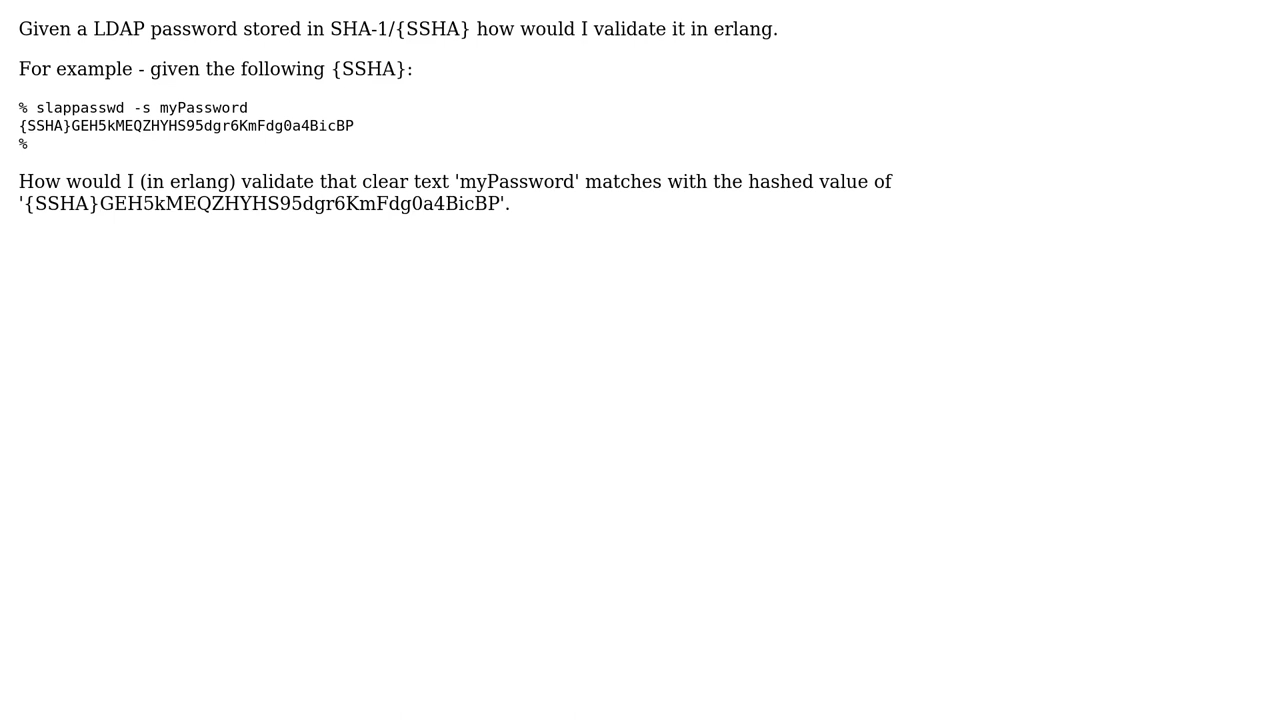 Given a LDAP password stored in SHA-1/{SSHA} how would I validate it in erlang.
For example - given the following {SSHA}:
% slappasswd -s myPassword
{SSHA}GEH5kMEQZHYHS95dgr6KmFdg0a4BicBP
%
How would I (in erlang) validate that clear text 'myPassword' matches with the hashed value of
'{SSHA}GEH5kMEQZHYHS95dgr6KmFdg0a4BicBP'.